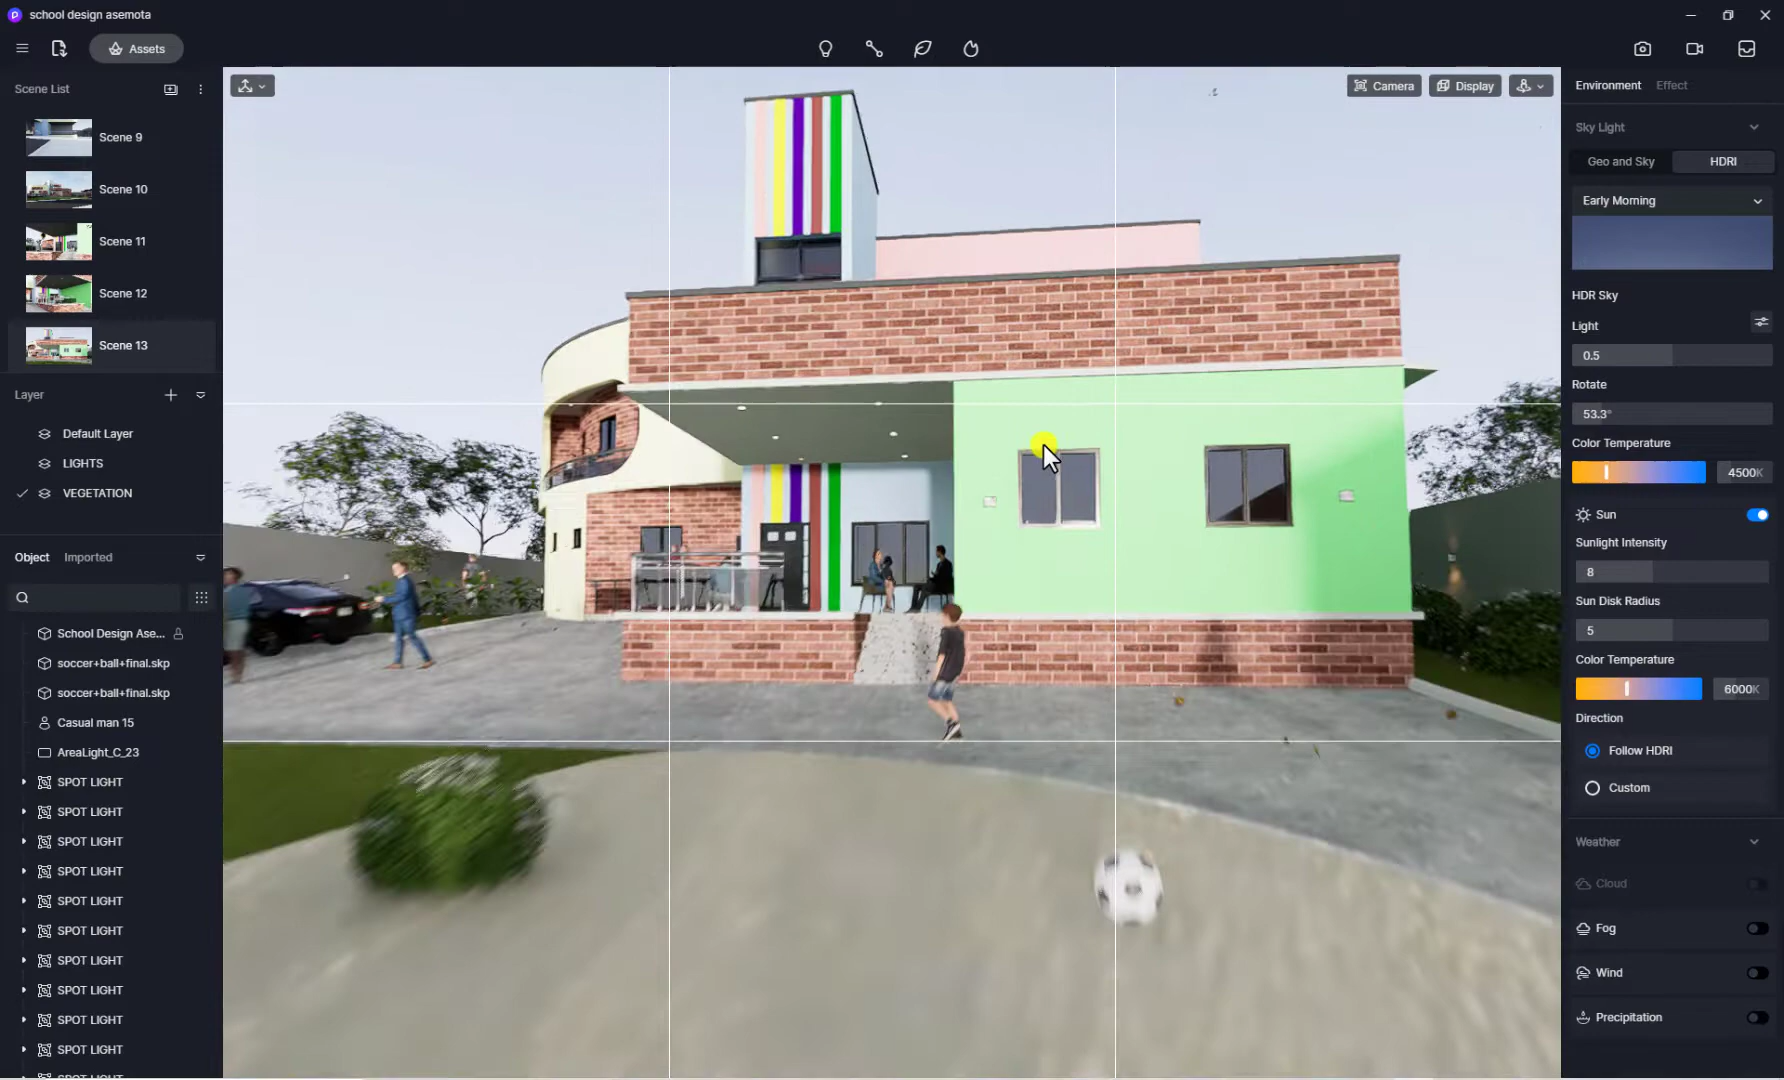 school design asemota
Assets
Scene List
Scene 9
Scene 10
Scene 11
Scene 12
Scene 13
Layer
Default Layer
LIGHTS
VEGETATION
Object Imported
School Design Ase...
soccer+ball+final.skp
soccer+ball+final.skp
Casual man 15
AreaLight_C_23
SPOT LIGHT
SPOT LIGHT
SPOT LIGHT
SPOT LIGHT
SPOT LIGHT
SPOT LIGHT
SPOT LIGHT
SPOT LIGHT
SPOT LIGHT
SPOT LIGHT
SPOT LIGHT
Camera Display
Environment Effect
Sky Light
Geo and Sky HDRI
Early Morning
HDR Sky
Light
0.5
Rotate
53.3°
Color Temperature
4500K
Sun
Sunlight Intensity
8
Sun Disk Radius
5
Color Temperature
6000K
Direction
Follow HDRI
Custom
Weather
Cloud
Fog
Wind
Precipitation